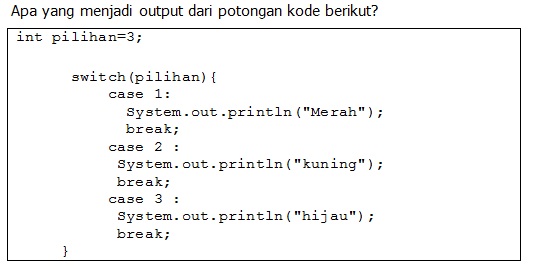 Apa yang menjadi output dari potongan kode berikut?
int pilihan=3;
switch(pilihan){
case 1:
System.out.println("Merah");
break;
case 2 :
System.out.println("kuning");
break;
case 3 :
System.out.println("hijau");
break;
}